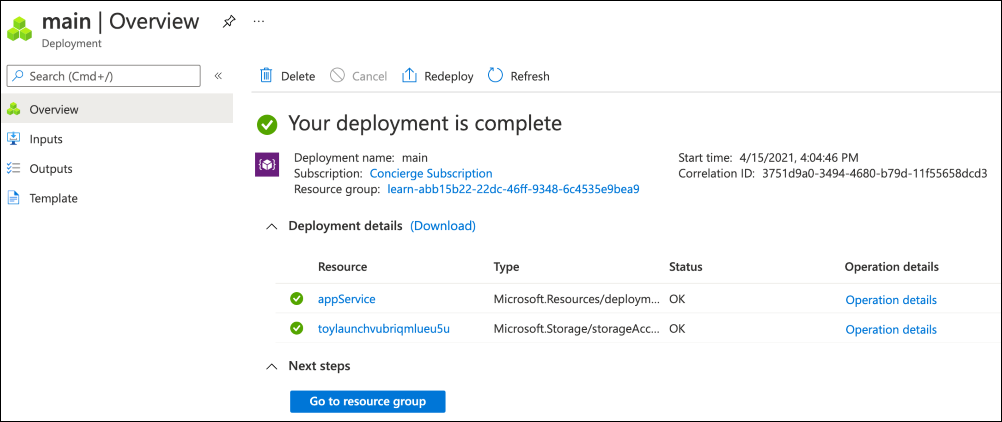 main | Overview ...
Deployment
Search (Cmd+/) «
Delete Cancel Redeploy Refresh
Overview
Inputs
Outputs
Template
Your deployment is complete
Deployment name: main Start time: 4/15/2021, 4:04:46 PM
Subscription: Concierge Subscription Correlation ID: 3751d9a0-3494-4680-b79d-11f55658dcd3
Resource group: learn-abb15b22-22dc-46ff-9348-6c4535e9bea9
Deployment details (Download)
Resource Type Status Operation details
appService Microsoft.Resources/deploym... OK Operation details
toylaunchvubriqmlueu5u Microsoft.Storage/storageAcc... OK Operation details
Next steps
Go to resource group